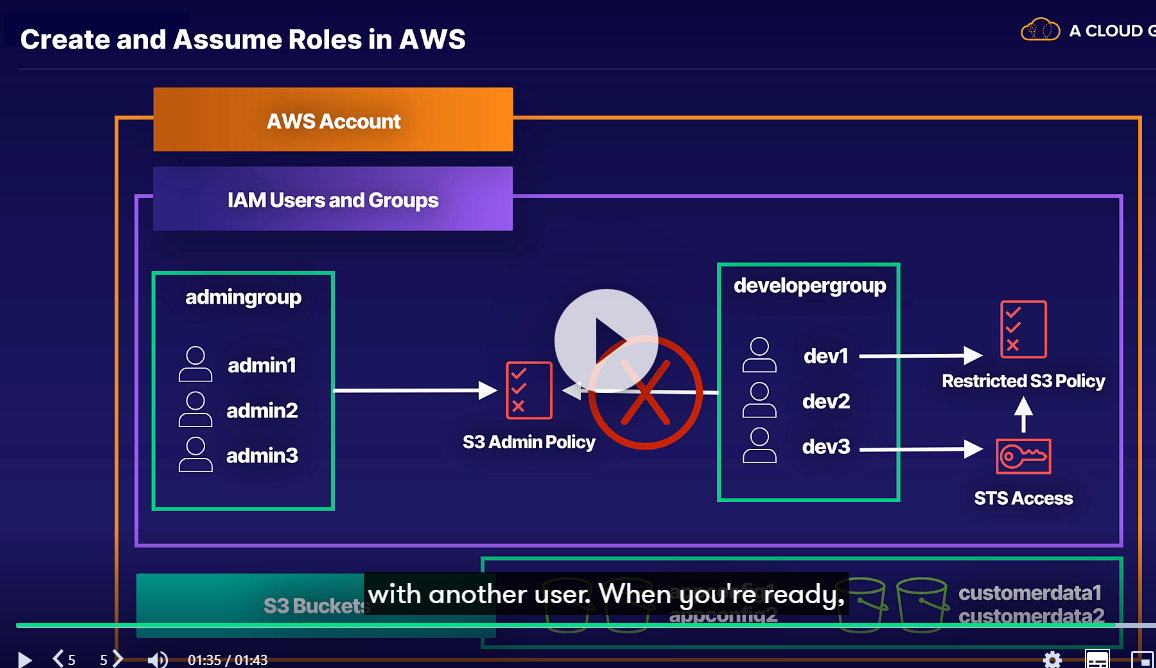 Create and Assume Roles in AWS
A CLOUD G
AWS Account
IAM Users and Groups
admingroup
admin1
admin2
admin3
S3 Admin Policy
developergroup
dev1
dev2
dev3
Restricted S3 Policy
STS Access
S3 Buckets
appconfig1
appconfig2
customerdata1
customerdata2
with another user. When you're ready,
5
5
01:35 / 01:43